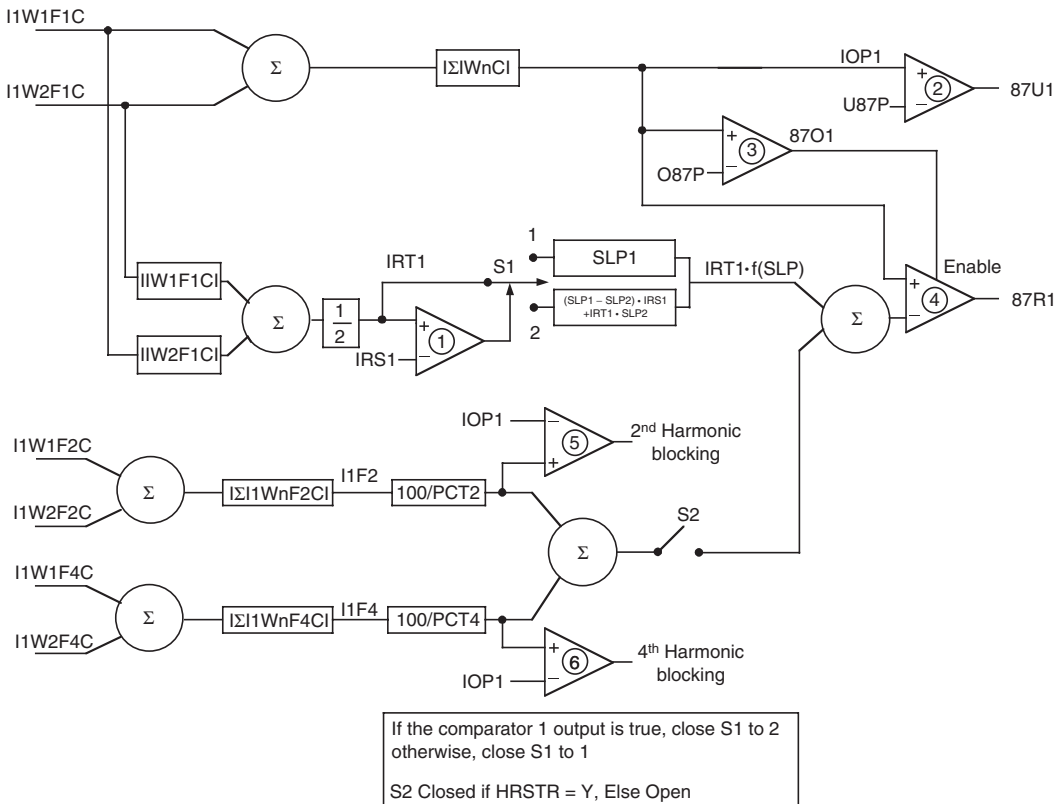 I1W1F1C
I1W2F1C
Σ
IΣIWnCI
IOP1
+
2
−
U87P
87U1
+
3
−
O87P
87O1
IIW1F1CI
IIW2F1CI
Σ
1
2
IRT1
S1
+
1
−
IRS1
1
SLP1
(SLP1 − SLP2) • IRS1
+IRT1 • SLP2
2
IRT1•f(SLP)
Σ
Enable
+
4
−
87R1
I1W1F2C
I1W2F2C
Σ
IΣI1WnF2CI
I1F2
100/PCT2
IOP1
−
5
+
2nd Harmonic
blocking
Σ
S2
I1W1F4C
I1W2F4C
Σ
IΣI1WnF4CI
I1F4
100/PCT4
+
6
−
IOP1
4th Harmonic
blocking
If the comparator 1 output is true, close S1 to 2
otherwise, close S1 to 1
S2 Closed if HRSTR = Y, Else Open